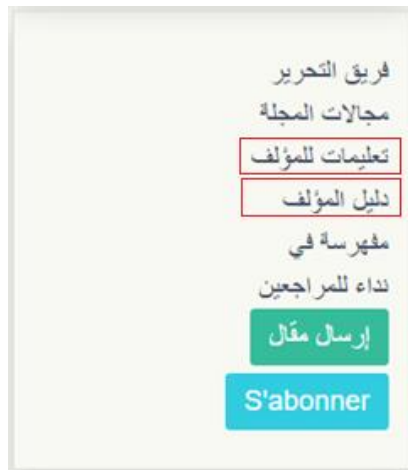 فريق التحرير
مجالات المجلة
تعليمات للمؤلف
دليل المؤلف
مفهرسة في
نداء للمراجعين
إرسال مقال
S'abonner